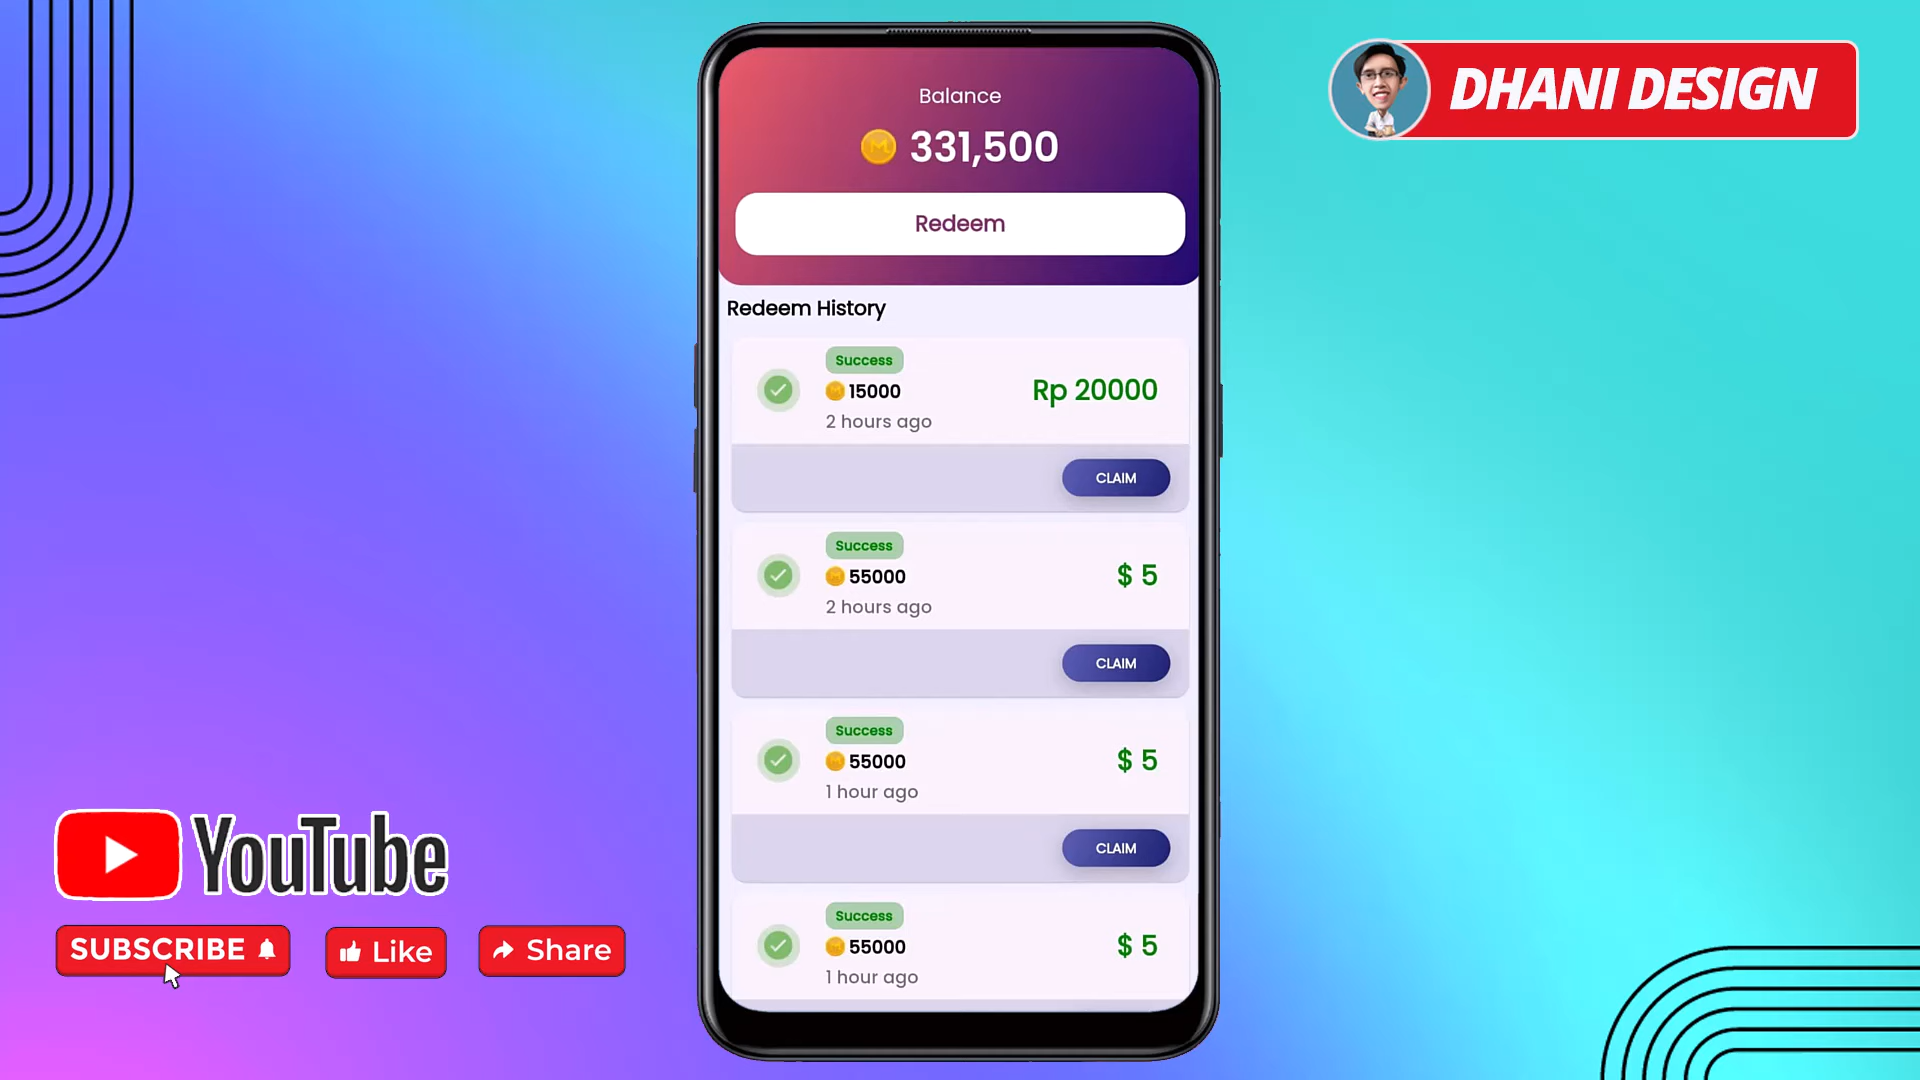 DHANI DESIGN
Balance
331,500
Redeem
Redeem History
Success
15000
2 hours ago
Rp 20000
CLAIM
Success
55000
2 hours ago
$ 5
CLAIM
Success
55000
1 hour ago
$ 5
CLAIM
Success
55000
1 hour ago
$ 5
YouTube
SUBSCRIBE
Like
Share